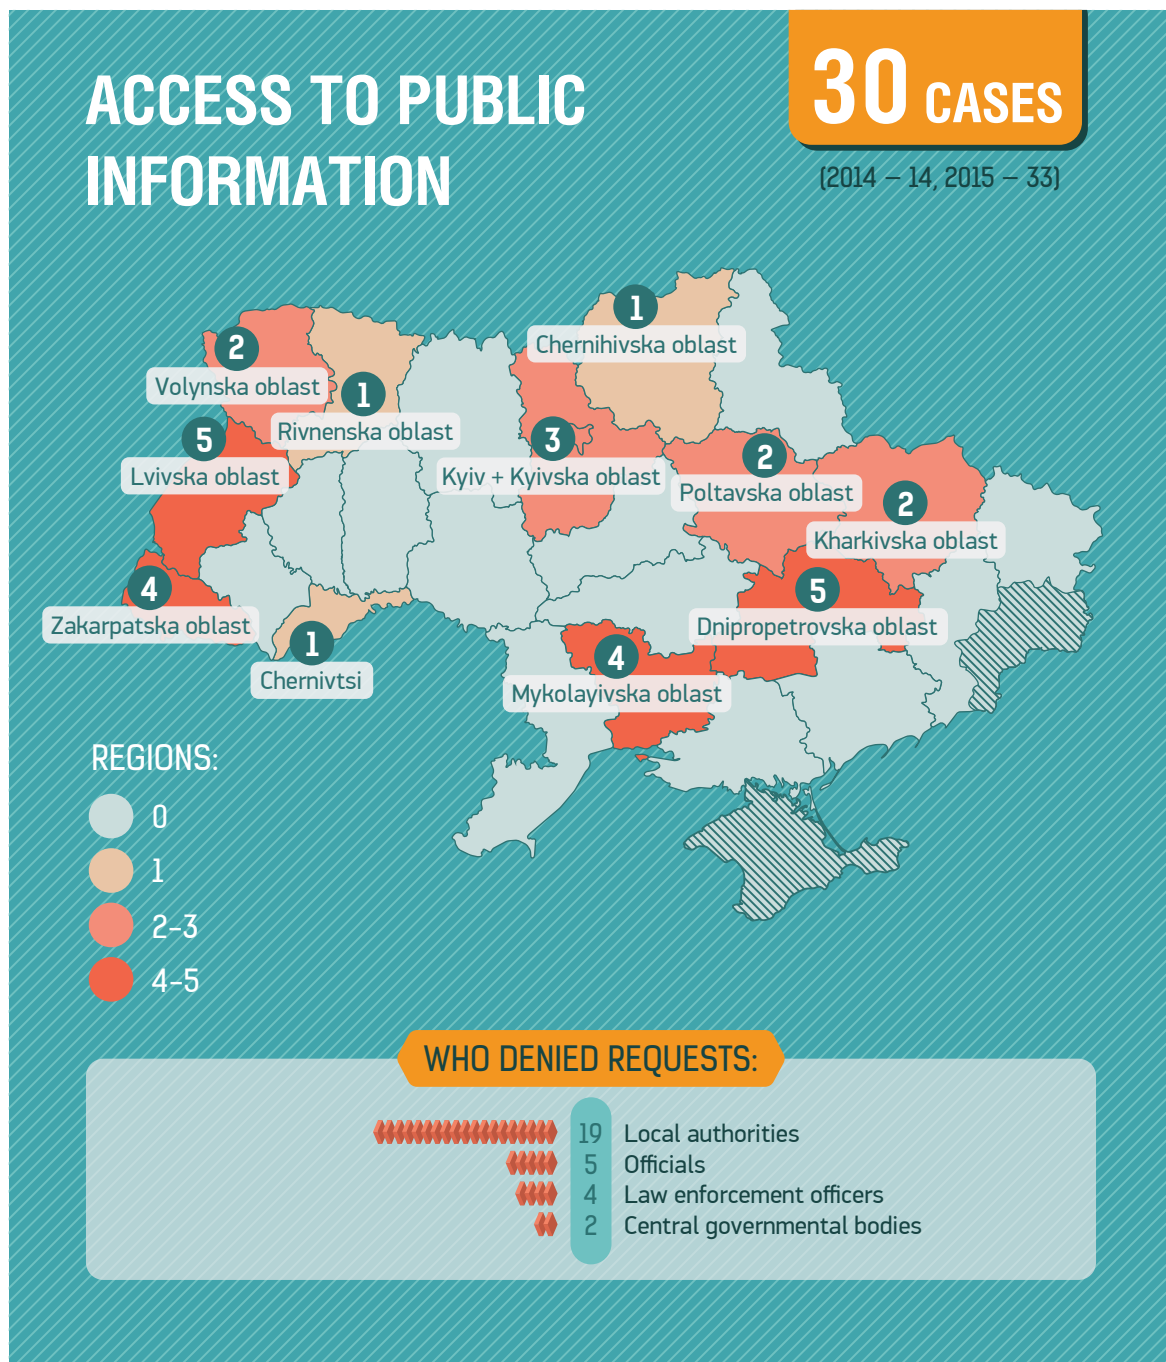 ACCESS TO PUBLIC
INFORMATION
30 CASES
(2014 – 14, 2015 – 33)
1
Chernihivska oblast
2
Volynska oblast
1
Rivnenska oblast
5
Lvivska oblast
3
Kyiv + Kyivska oblast
2
Poltavska oblast
2
Kharkivska oblast
4
Zakarpatska oblast
5
Dnipropetrovska oblast
1
Chernivtsi
4
Mykolayivska oblast
REGIONS:
0
1
2-3
4-5
WHO DENIED REQUESTS:
19 Local authorities
5 Officials
4 Law enforcement officers
2 Central governmental bodies